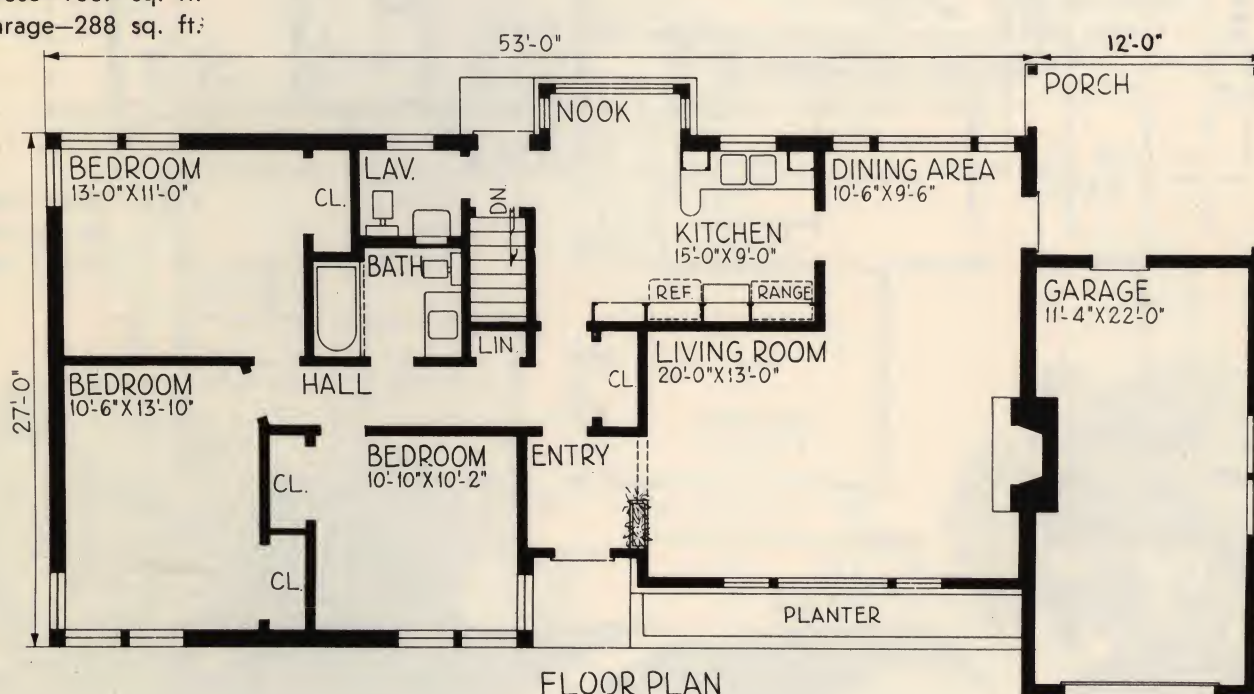 sq. ft.
arage—288 sq. ft.
53'-0"
12'-0"
PORCH
NOOK
BEDROOM
13'-0"X11'-0"
CL.
LAV.
DN.
DINING AREA
10'-6"X9'-6"
KITCHEN
15'-0"X9'-0"
BATH
REF.
RANGE
GARAGE
11'-4"X22'-0"
LIN.
LIVING ROOM
20'-0"X13'-0"
CL.
HALL
BEDROOM
10'-6"X13'-10"
27'-0"
BEDROOM
10'-10"X10'-2"
ENTRY
CL.
CL.
PLANTER
FLOOR PLAN